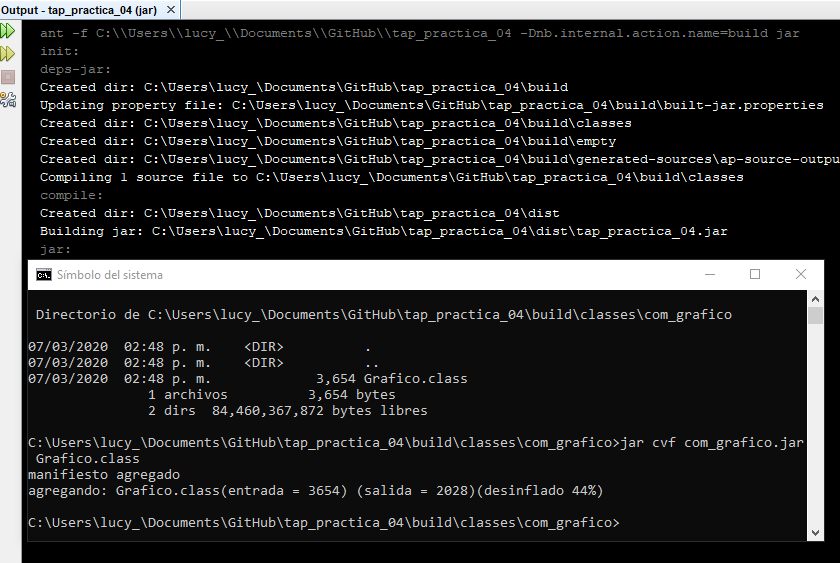 Output - tap_practica_04 (jar)
ant -f C:\\Users\\lucy_\\Documents\\GitHub\\tap_practica_04 -Dnb.internal.action.name=build jar
init:
deps-jar:
Created dir: C:\Users\lucy_\Documents\GitHub\tap_practica_04\build
Updating property file: C:\Users\lucy_\Documents\GitHub\tap_practica_04\build\built-jar.properties
Created dir: C:\Users\lucy_\Documents\GitHub\tap_practica_04\build\classes
Created dir: C:\Users\lucy_\Documents\GitHub\tap_practica_04\build\empty
Created dir: C:\Users\lucy_\Documents\GitHub\tap_practica_04\build\generated-sources\ap-source-outpu
Compiling 1 source file to C:\Users\lucy_\Documents\GitHub\tap_practica_04\build\classes
compile:
Created dir: C:\Users\lucy_\Documents\GitHub\tap_practica_04\dist
Building jar: C:\Users\lucy_\Documents\GitHub\tap_practica_04\dist\tap_practica_04.jar
jar:
Símbolo del sistema
Directorio de C:\Users\lucy_\Documents\GitHub\tap_practica_04\build\classes\com_grafico
07/03/2020  02:48 p. m.    <DIR>          .
07/03/2020  02:48 p. m.    <DIR>          ..
07/03/2020  02:48 p. m.             3,654 Grafico.class
1 archivos          3,654 bytes
2 dirs  84,460,367,872 bytes libres
C:\Users\lucy_\Documents\GitHub\tap_practica_04\build\classes\com_grafico>jar cvf com_grafico.jar
Grafico.class
manifiesto agregado
agregando: Grafico.class(entrada = 3654) (salida = 2028)(desinflado 44%)
C:\Users\lucy_\Documents\GitHub\tap_practica_04\build\classes\com_grafico>